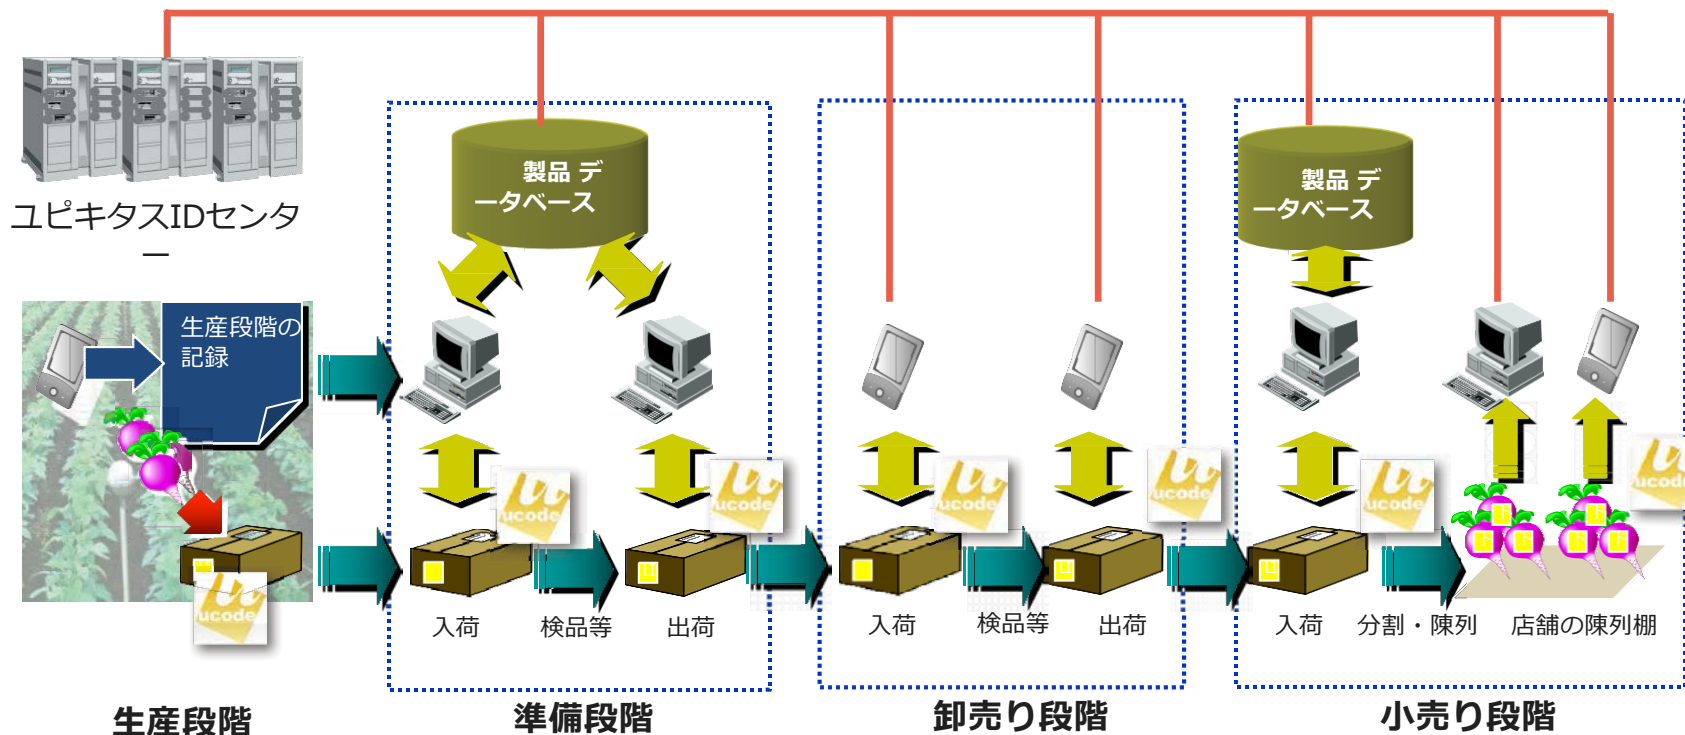 ユピキタスIDセンタ
ー
製品 デ
ータベース
製品 デ
ータベース
生産段階の
記録
ucode
ucode
ucode
ucode
ucode
ucode
ucode
ucode
入荷
検品等
出荷
入荷
検品等
出荷
入荷
分割・陳列
店舗の陳列棚
生産段階
準備段階
卸売り段階
小売り段階